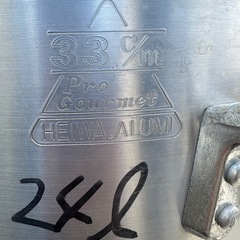 33 c/m
Pro
Gourmet
HEIWA.ALUMI
24ℓ